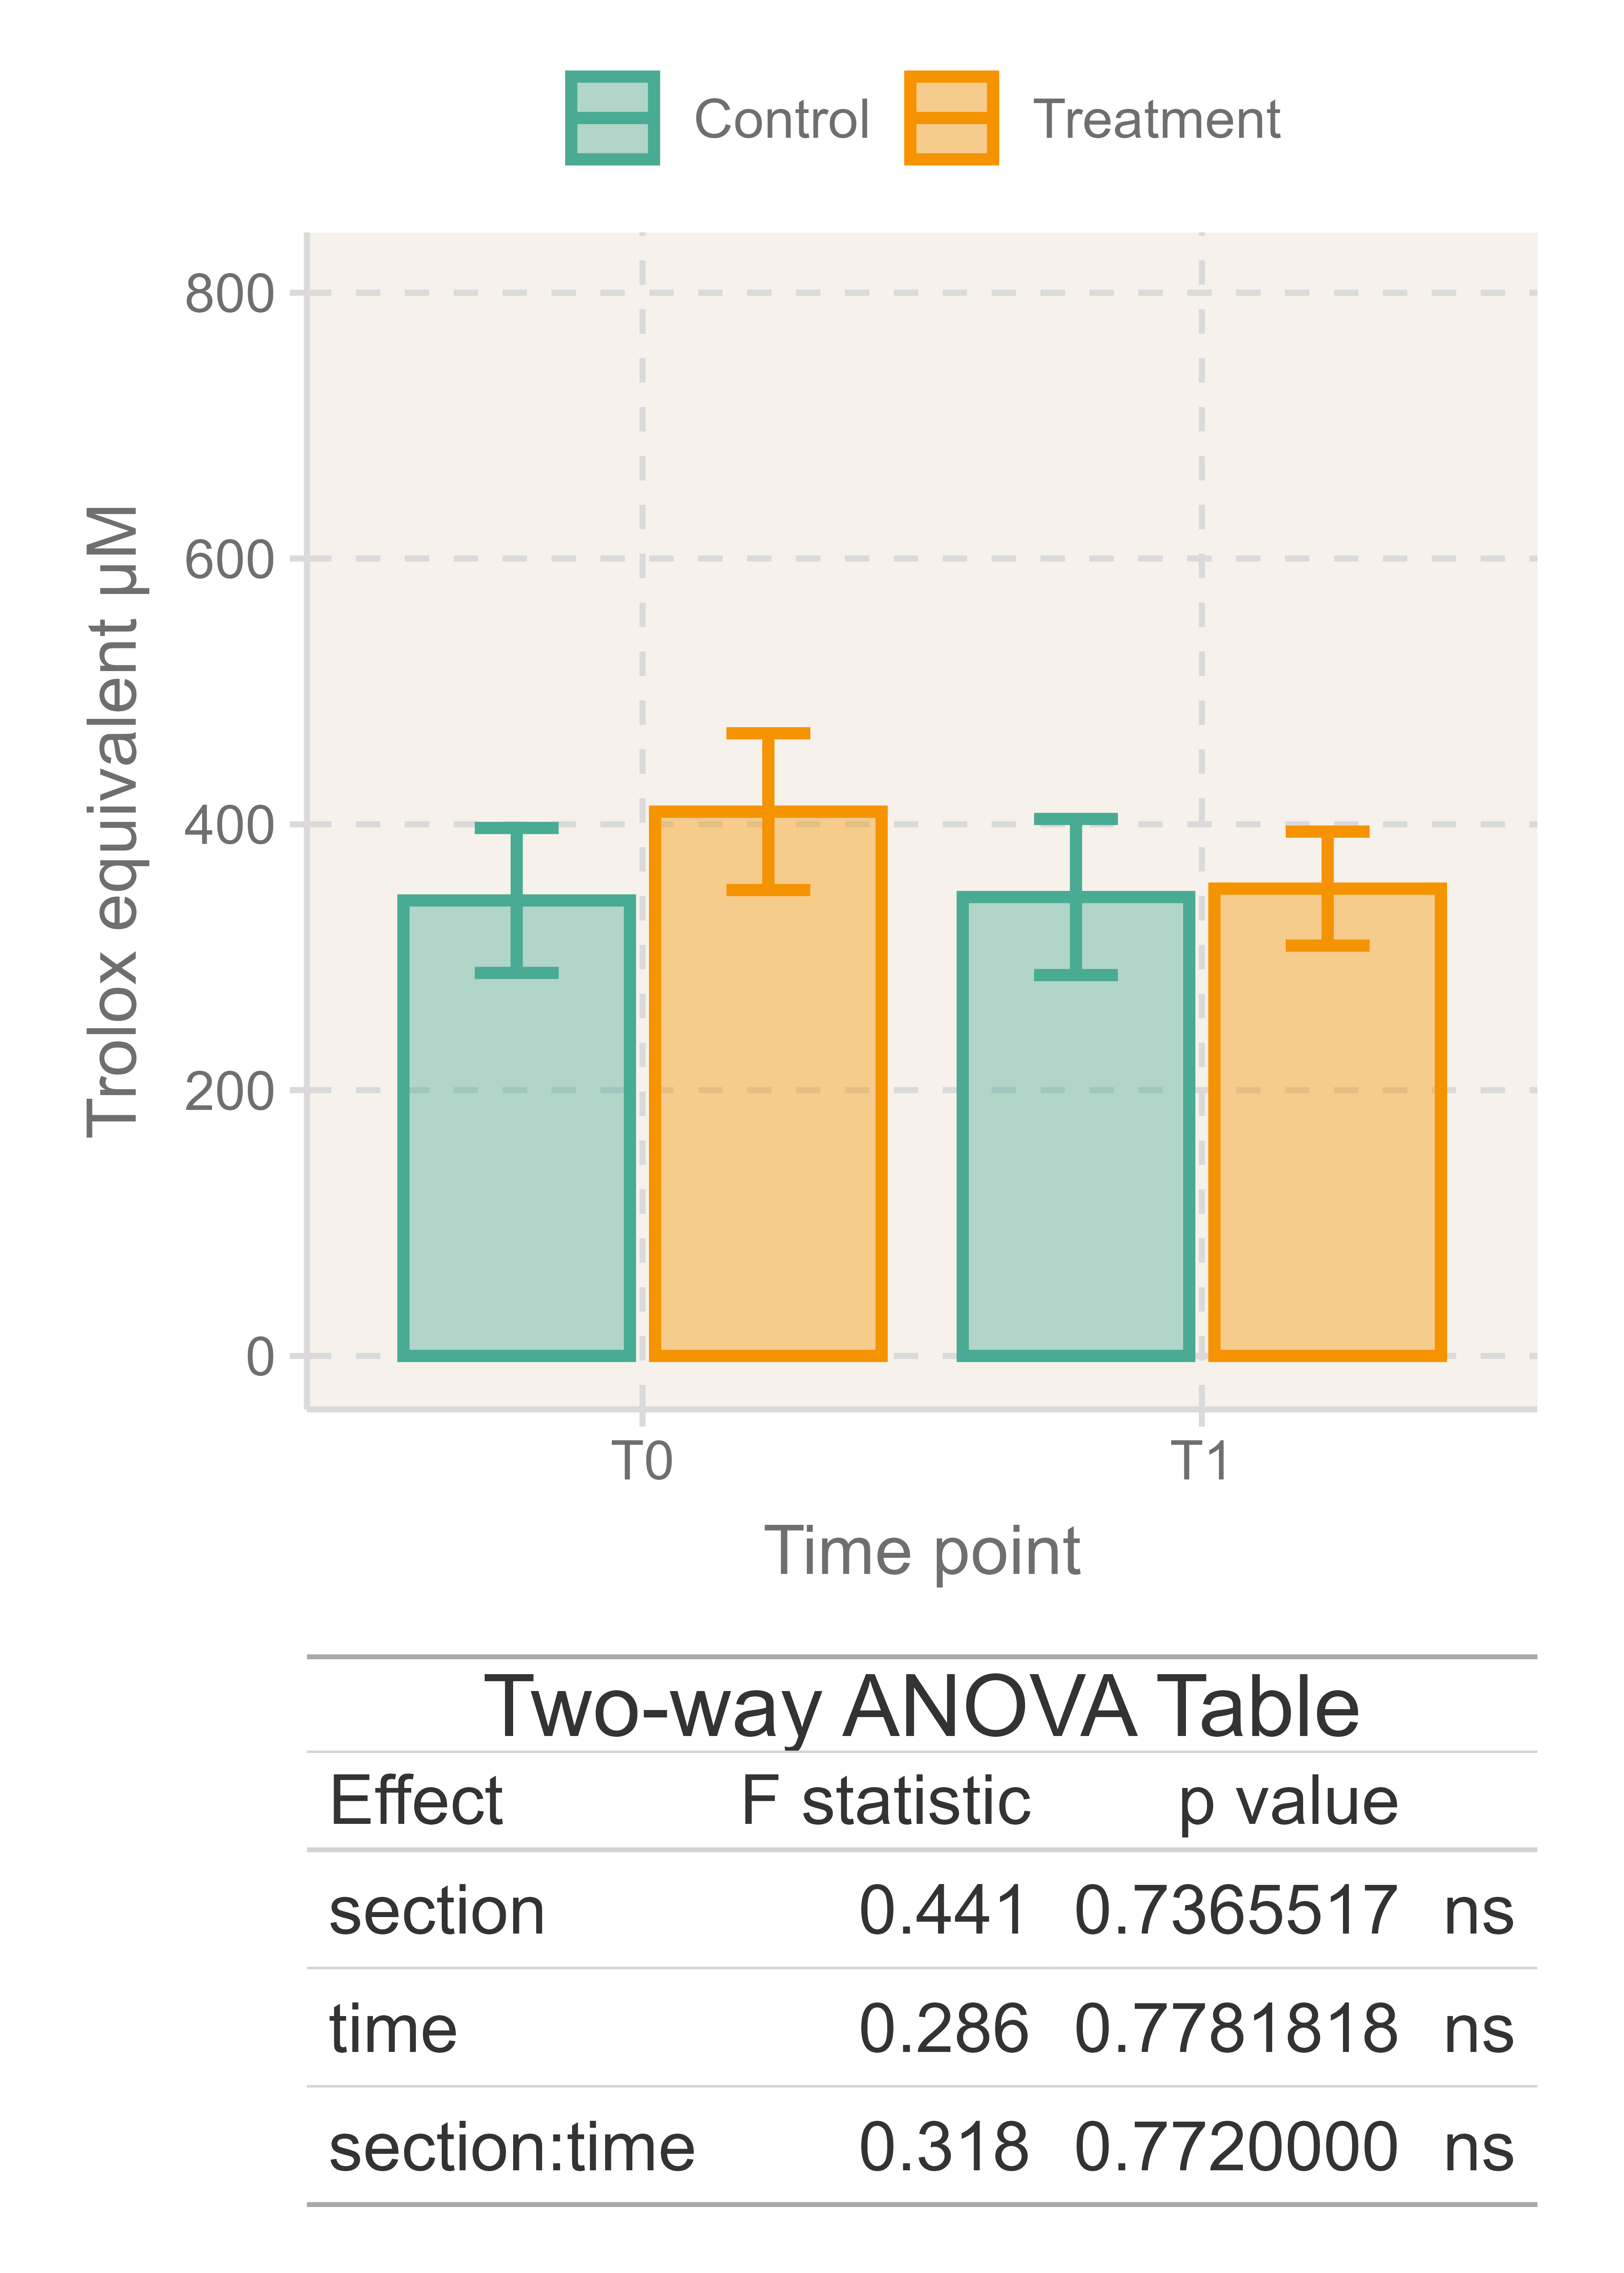 Control Treatment
800
600
400
200
0
Trolox equivalent µM
T0 T1
Time point
Two-way ANOVA Table
Effect F statistic p value
section 0.441 0.7365517 ns
time 0.286 0.7781818 ns
section:time 0.318 0.7720000 ns